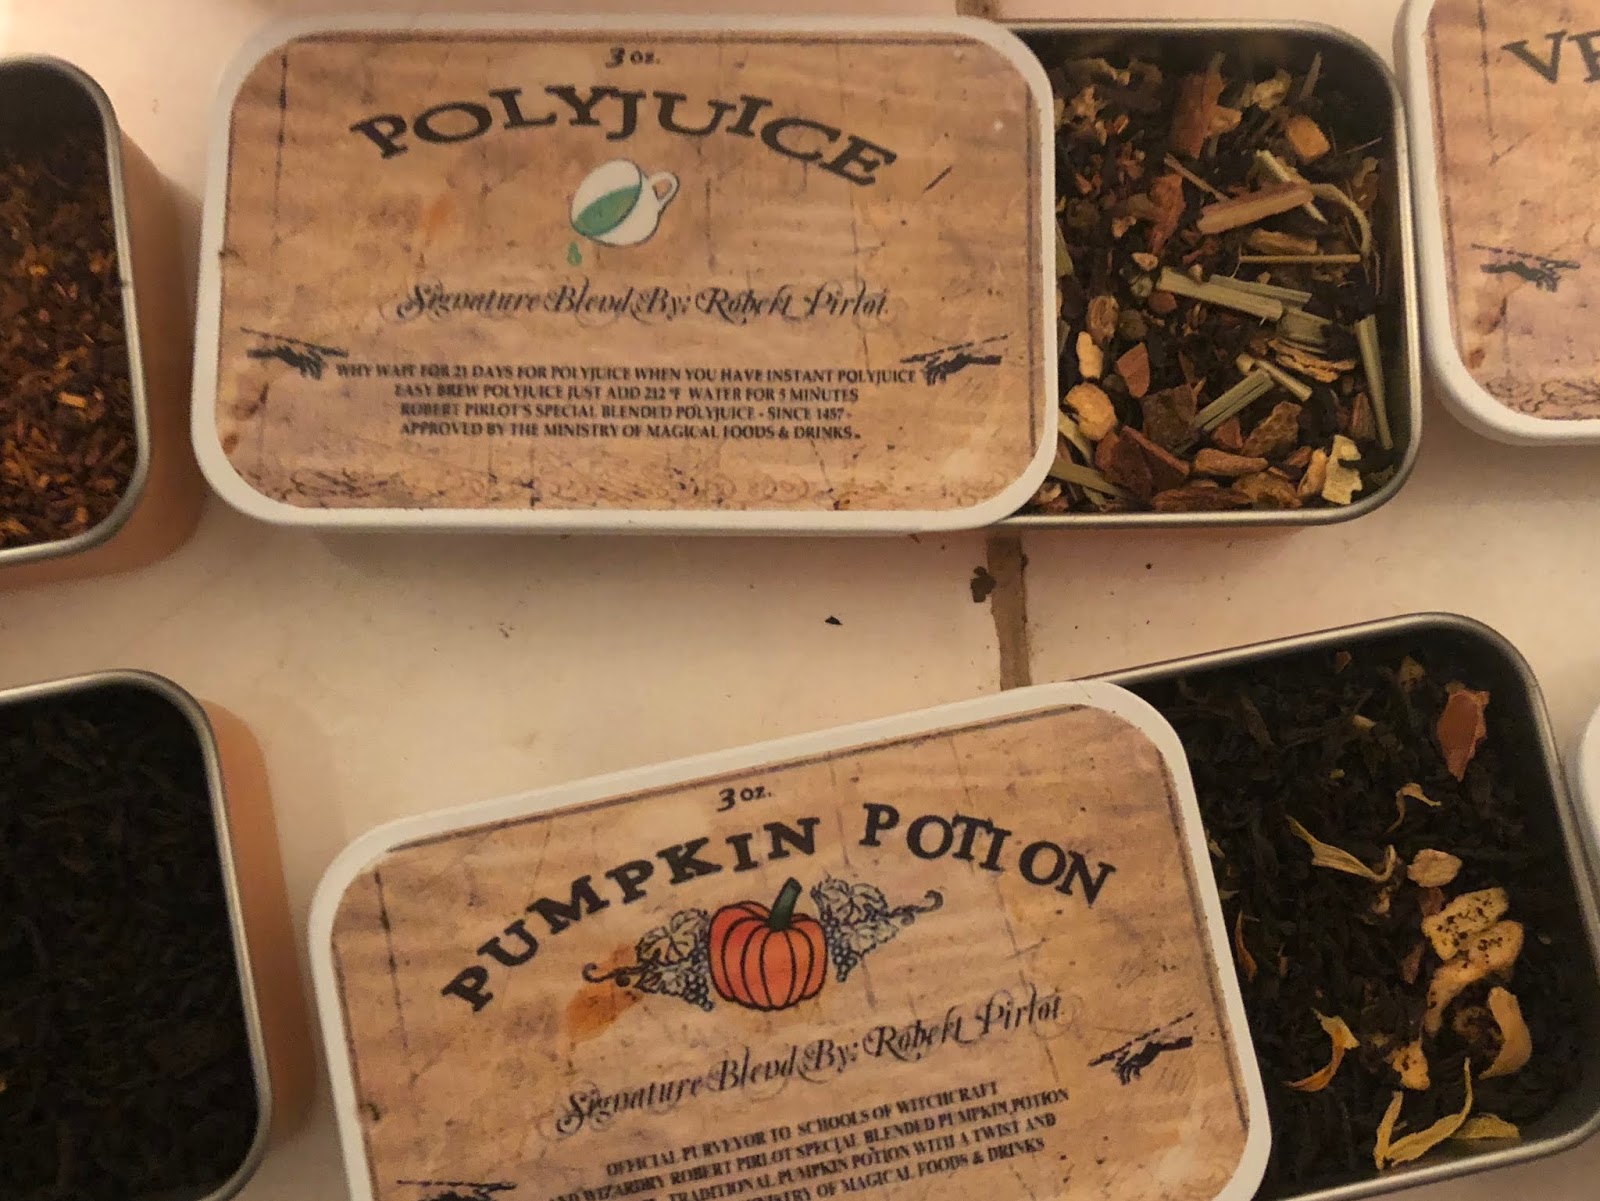 3 oz.
POLYJUICE
Signature Blend By: Robert Pirlot
WHY WAIT FOR 21 DAYS FOR POLYJUICE WHEN YOU HAVE INSTANT POLYJUICE
EASY BREW POLYJUICE JUST ADD 212 °F WATER FOR 5 MINUTES
ROBERT PIRLOT'S SPECIAL BLENDED POLYJUICE - SINCE 1457 -
APPROVED BY THE MINISTRY OF MAGICAL FOODS & DRINKS.
VE
3 oz.
PUMPKIN POTION
Signature Blend By: Robert Pirlot
OFFICIAL PURVEYOR TO SCHOOLS OF WITCHCRAFT
AND WIZARDRY ROBERT PIRLOT SPECIAL BLENDED PUMPKIN POTION
TRADITIONAL PUMPKIN POTION WITH A TWIST AND
MINISTRY OF MAGICAL FOODS & DRINKS